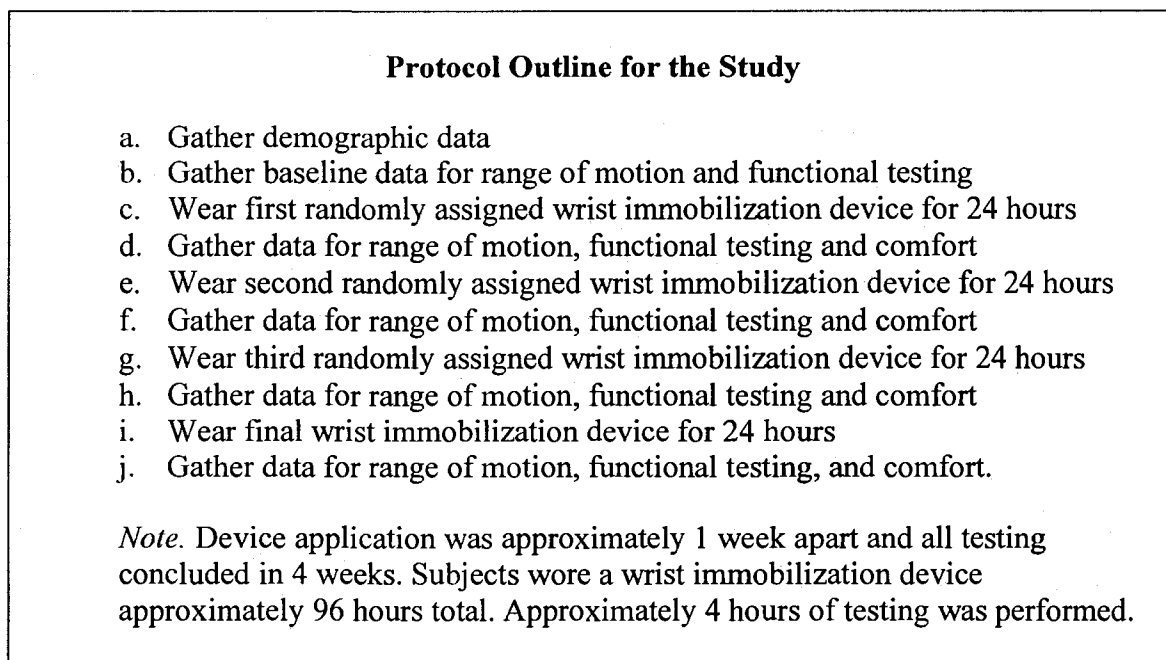 Protocol Outline for the Study
a. Gather demographic data
b. Gather baseline data for range of motion and functional testing
c. Wear first randomly assigned wrist immobilization device for 24 hours
d. Gather data for range of motion, functional testing and comfort
e. Wear second randomly assigned wrist immobilization device for 24 hours
f. Gather data for range of motion, functional testing and comfort
g. Wear third randomly assigned wrist immobilization device for 24 hours
h. Gather data for range of motion, functional testing and comfort
i. Wear final wrist immobilization device for 24 hours
j. Gather data for range of motion, functional testing, and comfort.
Note. Device application was approximately 1 week apart and all testing
concluded in 4 weeks. Subjects wore a wrist immobilization device
approximately 96 hours total. Approximately 4 hours of testing was performed.